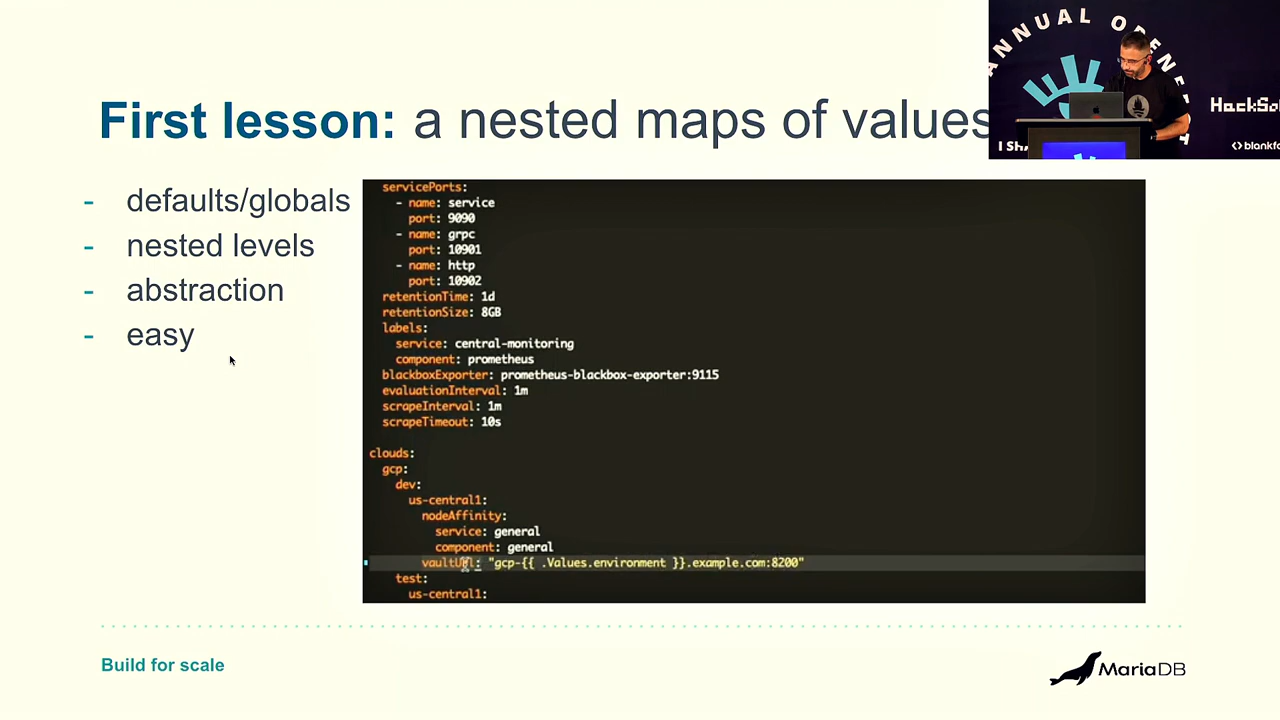 First lesson: a nested maps of values
- defaults/globals
- nested levels
- abstraction
- easy
servicePorts:
- name: service
port: 9090
- name: grpc
port: 10901
- name: http
port: 10902
retentionTime: 1d
retentionSize: 8GB
labels:
service: central-monitoring
component: prometheus
blackboxExporter: prometheus-blackbox-exporter:9115
evaluationInterval: 1m
scrapeInterval: 1m
scrapeTimeout: 10s
clouds:
gcp:
dev:
us-central1:
nodeAffinity:
service: general
component: general
vaultUrl: "gcp-{{ .Values.environment }}.example.com:8200"
test:
us-central1:
Build for scale
MariaDB
ANNUAL OPEN